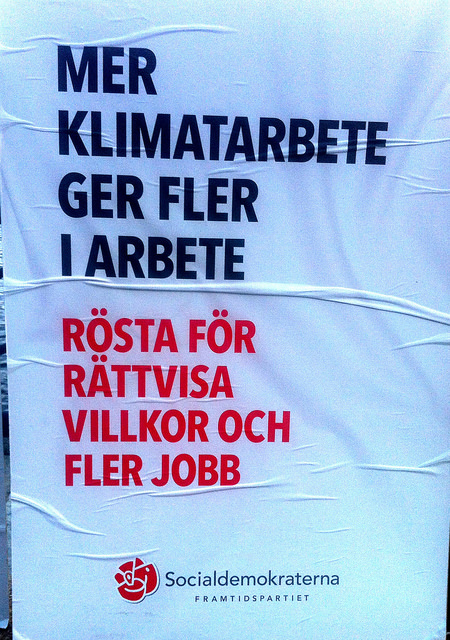 MER
KLIMATARBETE
GER FLER
I ARBETE
RÖSTA FÖR
RÄTTVISA
VILLKOR OCH
FLER JOBB
Socialdemokraterna
FRAMTIDSPARTIET